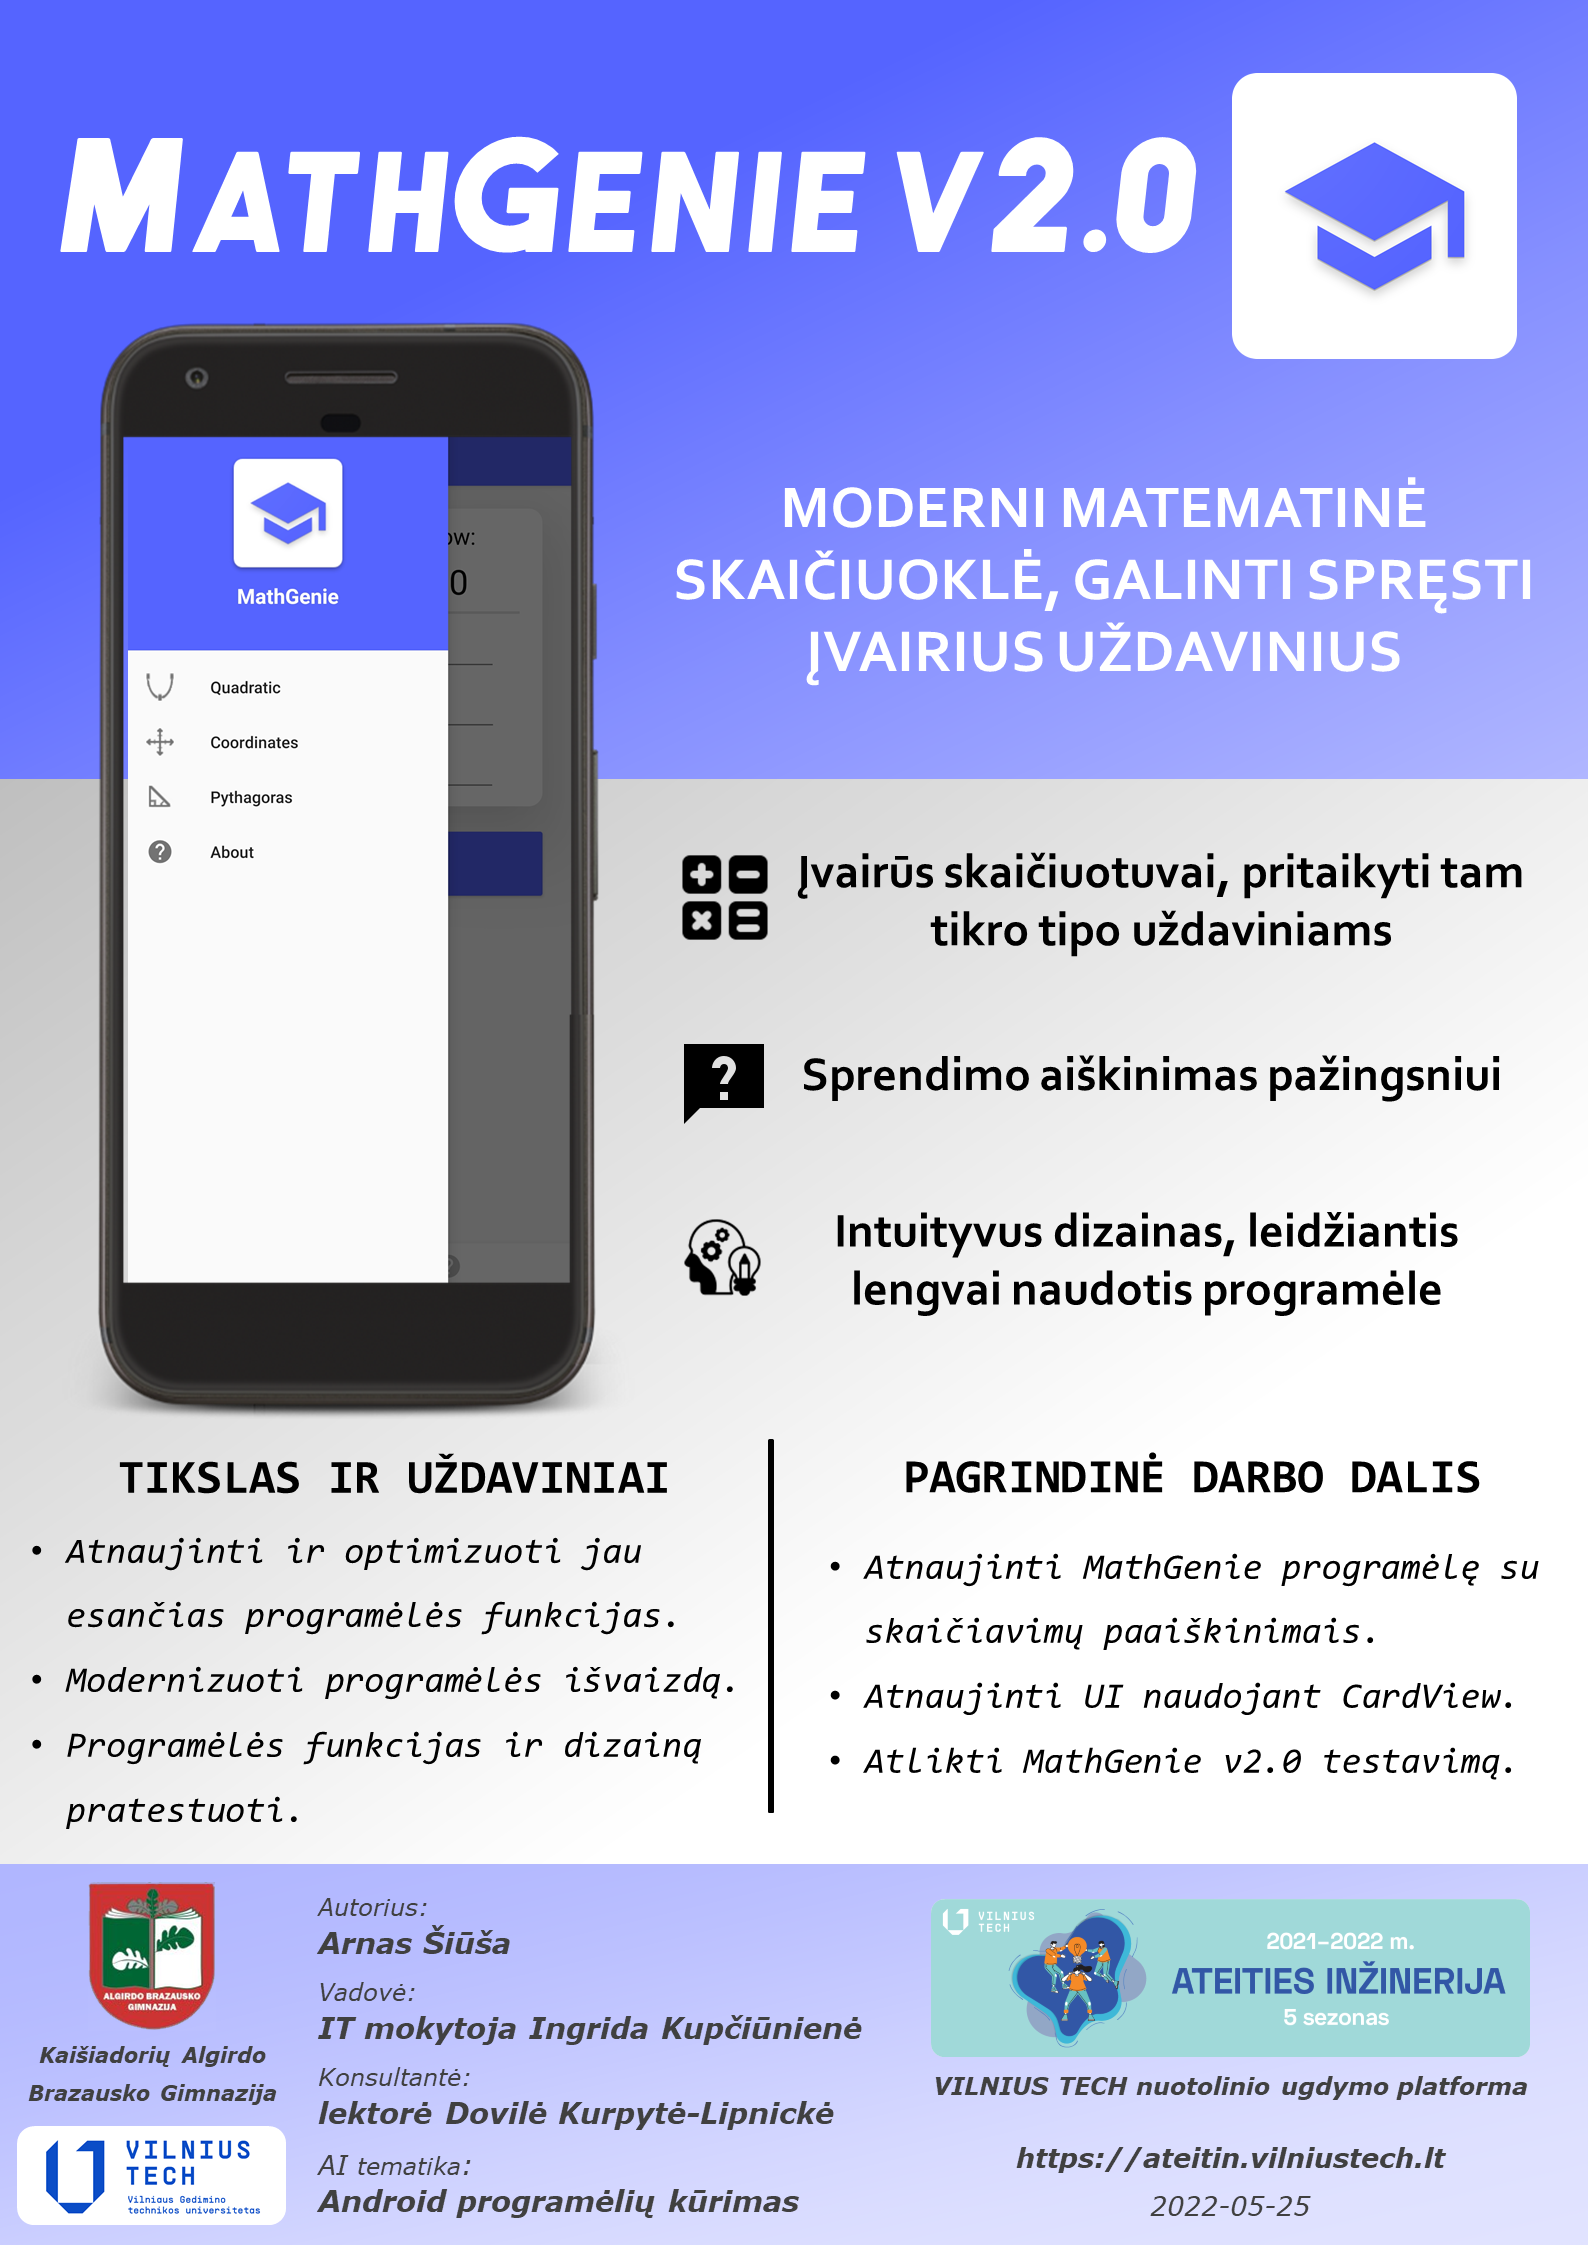 MATHGENIE V2.0
MODERNI MATEMATINĖ
SKAIČIUOKLĖ, GALINTI SPRĘSTI
ĮVAIRIUS UŽDAVINIUS
ow:
0
MathGenie
Quadratic
Coordinates
Pythagoras
About
Įvairūs skaičiuotuvai, pritaikyti tam
tikro tipo uždaviniams
Sprendimo aiškinimas pažingsniui
Intuityvus dizainas, leidžiantis
lengvai naudotis programėle
TIKSLAS IR UŽDAVINIAI
• Atnaujinti ir optimizuoti jau
esančias programėlės funkcijas.
• Modernizuoti programėlės išvaizdą.
• Programėlės funkcijas ir dizainą
pratestuoti.
PAGRINDINĖ DARBO DALIS
• Atnaujinti MathGenie programėlę su
skaičiavimų paaiškinimais.
• Atnaujinti UI naudojant CardView.
• Atlikti MathGenie v2.0 testavimą.
ALGIRDO BRAZAUSKO
GIMNAZIJA
Kaišiadorių Algirdo
Brazausko Gimnazija
VILNIUS
TECH
Vilniaus Gedimino
technikos universitetas
Autorius:
Arnas Šiūša
Vadovė:
IT mokytoja Ingrida Kupčiūnienė
Konsultantė:
lektorė Dovilė Kurpytė-Lipnickė
AI tematika:
Android programėlių kūrimas
VILNIUS
TECH
2021–2022 m.
ATEITIES INŽINERIJA
5 sezonas
VILNIUS TECH nuotolinio ugdymo platforma
https://ateitin.vilniustech.lt
2022-05-25